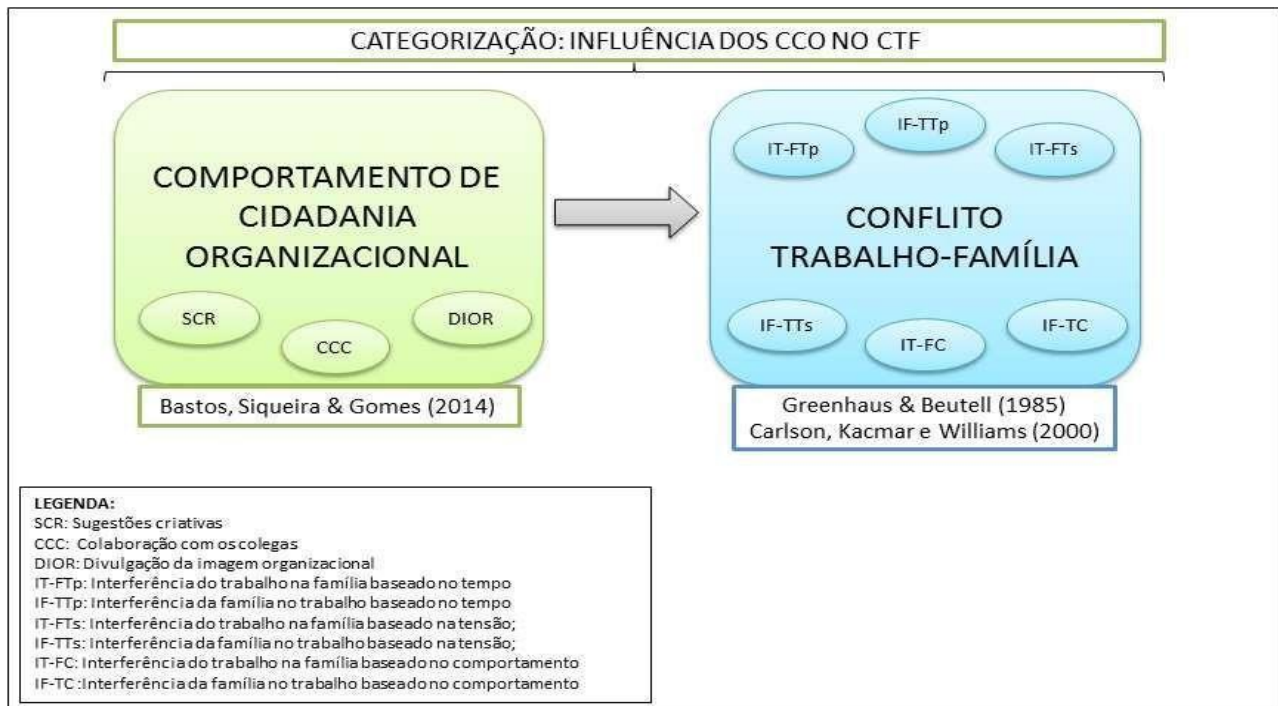 CATEGORIZAÇÃO: INFLUÊNCIA DOS CCO NO CTF
COMPORTAMENTO DE
CIDADANIA
ORGANIZACIONAL
SCR
CCC
DIOR
Bastos, Siqueira & Gomes (2014)
IT-FTp
IF-TTp
IT-FTs
CONFLITO
TRABALHO-FAMÍLIA
IF-TTs
IT-FC
IF-TC
Greenhaus & Beutell (1985)
Carlson, Kacmar e Williams (2000)
LEGENDA:
SCR: Sugestões criativas
CCC: Colaboração com os colegas
DIOR: Divulgação da imagem organizacional
IT-FTp: Interferência do trabalho na família baseado no tempo
IF-TTp: Interferência da família no trabalho baseado no tempo
IT-FTs: Interferência do trabalho na família baseado na tensão;
IF-TTs: Interferência da família no trabalho baseado na tensão;
IT-FC: Interferência do trabalho na família baseado no comportamento
IF-TC :Interferência da família no trabalho baseado no comportamento